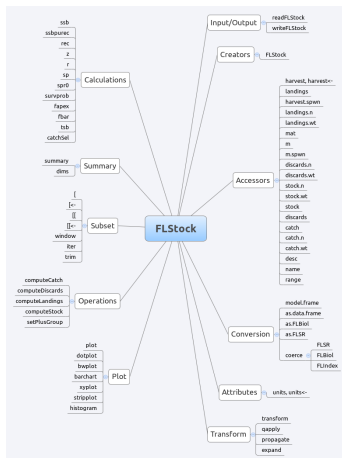 ssb
ssbpurec
rec
z
r
sp
spr0
survprob
fapex
fbar
tsb
catchSel
Calculations
summary
dims
Summary
[
[<-
[[
[[<-
window
iter
trim
Subset
computeCatch
computeDiscards
computeLandings
computeStock
setPlusGroup
Operations
plot
dotplot
bwplot
barchart
xyplot
stripplot
histogram
Plot
FLStock
Input/Output
readFLStock
writeFLStock
Creators
FLStock
Accessors
harvest, harvest<-
landings
harvest.spwn
landings.n
landings.wt
mat
m
m.spwn
discards.n
discards.wt
stock.n
stock.wt
stock
discards
catch
catch.n
catch.wt
desc
name
range
Conversion
model.frame
as.data.frame
as.FLBiol
as.FLSR
coerce
FLSR
FLBiol
FLIndex
Attributes
units, units<-
Transform
transform
qapply
propagate
expand